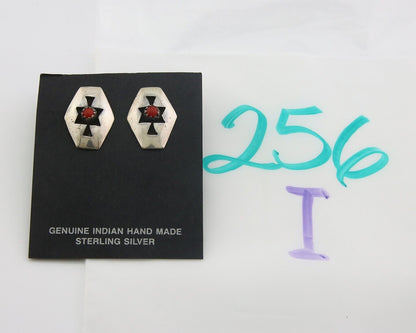 256
I
GENUINE INDIAN HAND MADE
STERLING SILVER